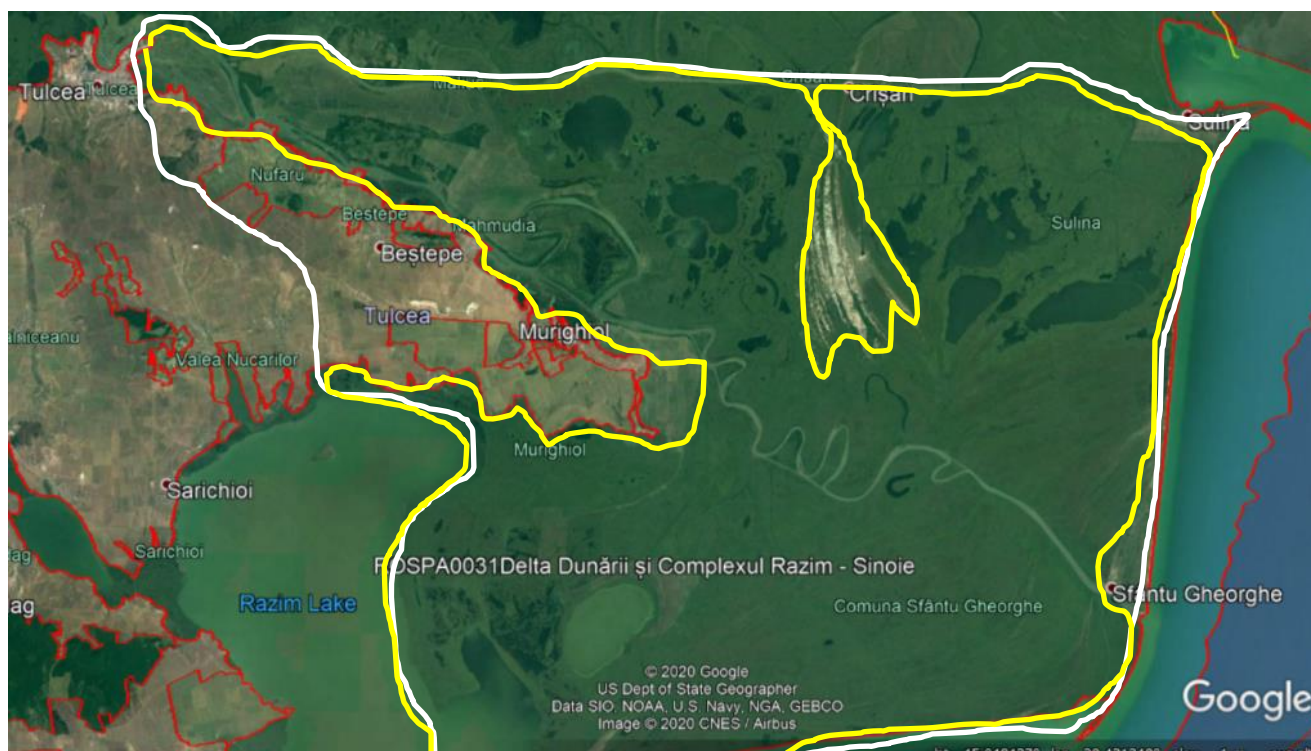 Tulcea
Tulcea
Maliuc
Crișan
Crișan
Sulina
Nufaru
Beștepe
Mahmudia
Sulina
Beștepe
Tulcea
Murighiol
Valea Nucarilor
Murighiol
Sarichioi
Sarichioi
ROSPA0031Delta Dunării și Complexul Razim - Sinoie
Sfântu Gheorghe
Razim Lake
Comuna Sfântu Gheorghe
© 2020 Google
US Dept of State Geographer
Data SIO, NOAA, U.S. Navy, NGA, GEBCO
Image © 2020 CNES / Airbus
Google